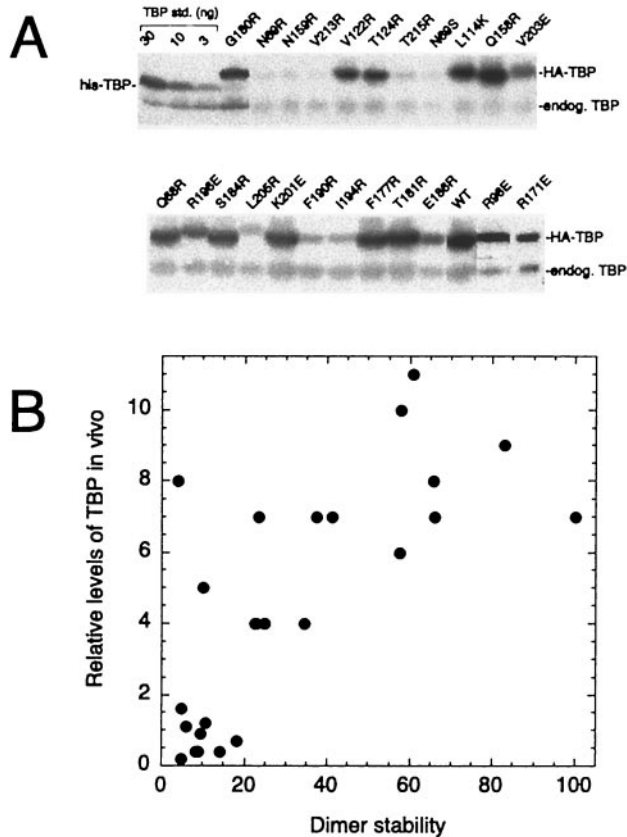 A
TBP std. (ng)
30 10 3 G180R N69R N159R V213R V122R T124R T215R N69S L114K Q158R V203E
his-TBP- -HA-TBP
-endog. TBP
Q68R R196E S184R L205R K201E F190R I194R F177R T181R E186R WT R98E R171E
-HA-TBP
-endog. TBP
B
Relative levels of TBP in vivo
10
8
6
4
2
0
0 20 40 60 80 100
Dimer stability